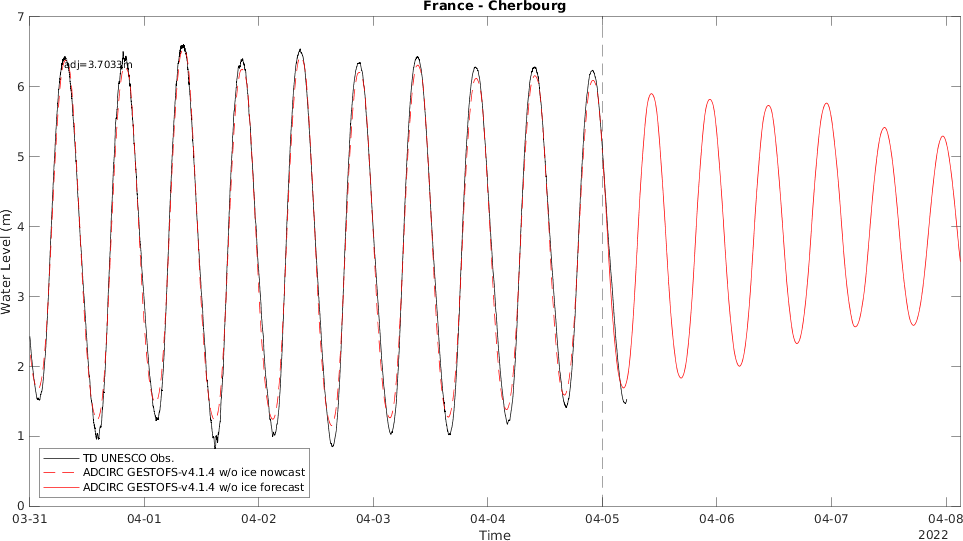 France - Cherbourg
adj=3.7033m
Water Level (m)
7
6
5
4
3
2
1
0
TD UNESCO Obs.
ADCIRC GESTOFS-v4.1.4 w/o ice nowcast
ADCIRC GESTOFS-v4.1.4 w/o ice forecast
03-31 04-01 04-02 04-03 04-04 04-05 04-06 04-07 04-08
2022
Time